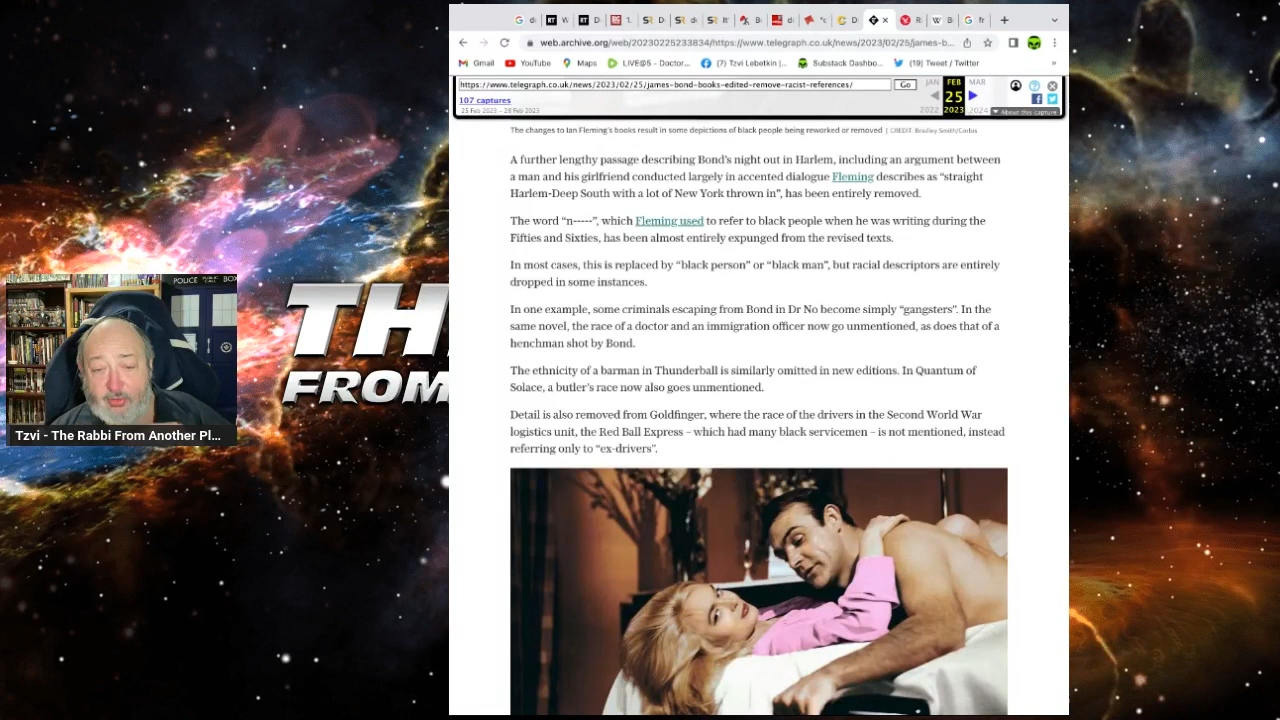 web.archive.org/web/20230225233834/https://www.telegraph.co.uk/news/2023/02/25/james-b...
Gmail YouTube Maps LIVE@5 - Doctor... (7) Tzvi Lebetkin |... Substack Dashbo... (19) Tweet / Twitter »
https://www.telegraph.co.uk/news/2023/02/25/james-bond-books-edited-remove-racist-references/ Go JAN FEB MAR
107 captures 25
25 Feb 2023 - 28 Feb 2023 2022 2023 2024 About this capture
The changes to Ian Fleming's books result in some depictions of black people being reworked or removed | CREDIT: Bradley Smith/Corbis
A further lengthy passage describing Bond's night out in Harlem, including an argument between
a man and his girlfriend conducted largely in accented dialogue Fleming describes as “straight
Harlem-Deep South with a lot of New York thrown in”, has been entirely removed.
The word “n-----”, which Fleming used to refer to black people when he was writing during the
Fifties and Sixties, has been almost entirely expunged from the revised texts.
In most cases, this is replaced by “black person” or “black man”, but racial descriptors are entirely
dropped in some instances.
In one example, some criminals escaping from Bond in Dr No become simply “gangsters”. In the
same novel, the race of a doctor and an immigration officer now go unmentioned, as does that of a
henchman shot by Bond.
The ethnicity of a barman in Thunderball is similarly omitted in new editions. In Quantum of
Solace, a butler's race now also goes unmentioned.
Detail is also removed from Goldfinger, where the race of the drivers in the Second World War
logistics unit, the Red Ball Express – which had many black servicemen – is not mentioned, instead
referring only to “ex-drivers”.
POLICE BOX
TH
FROM
Tzvi - The Rabbi From Another Pl...